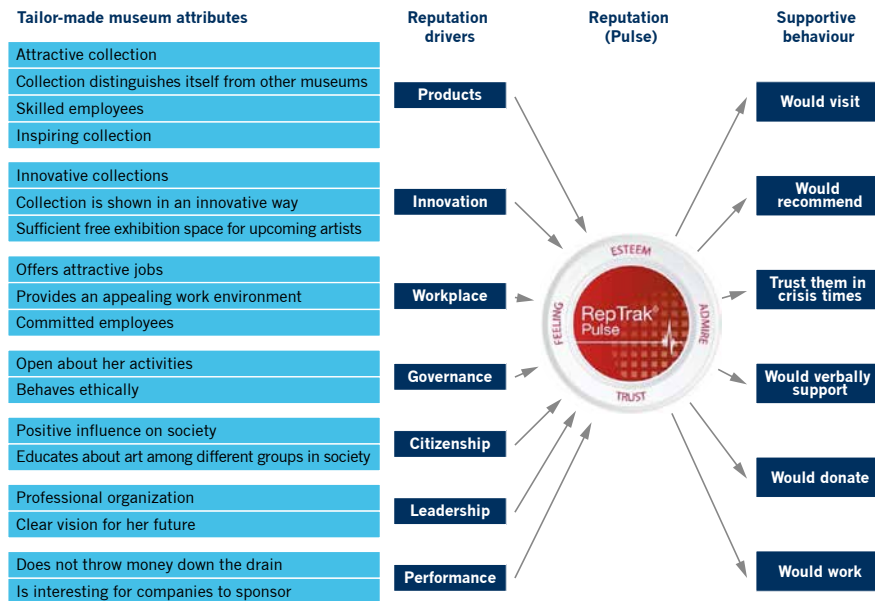 Tailor-made museum attributes
Reputation
drivers
Reputation
(Pulse)
Supportive
behaviour
Attractive collection
Collection distinguishes itself from other museums
Skilled employees
Inspiring collection
Products
Innovative collections
Collection is shown in an innovative way
Sufficient free exhibition space for upcoming artists
Innovation
Offers attractive jobs
Provides an appealing work environment
Committed employees
Workplace
Open about her activities
Behaves ethically
Governance
Positive influence on society
Educates about art among different groups in society
Citizenship
Professional organization
Clear vision for her future
Leadership
Does not throw money down the drain
Is interesting for companies to sponsor
Performance
ESTEEM
FEELING
RepTrak®
Pulse
ADMIRE
TRUST
Would visit
Would
recommend
Trust them in
crisis times
Would verbally
support
Would donate
Would work